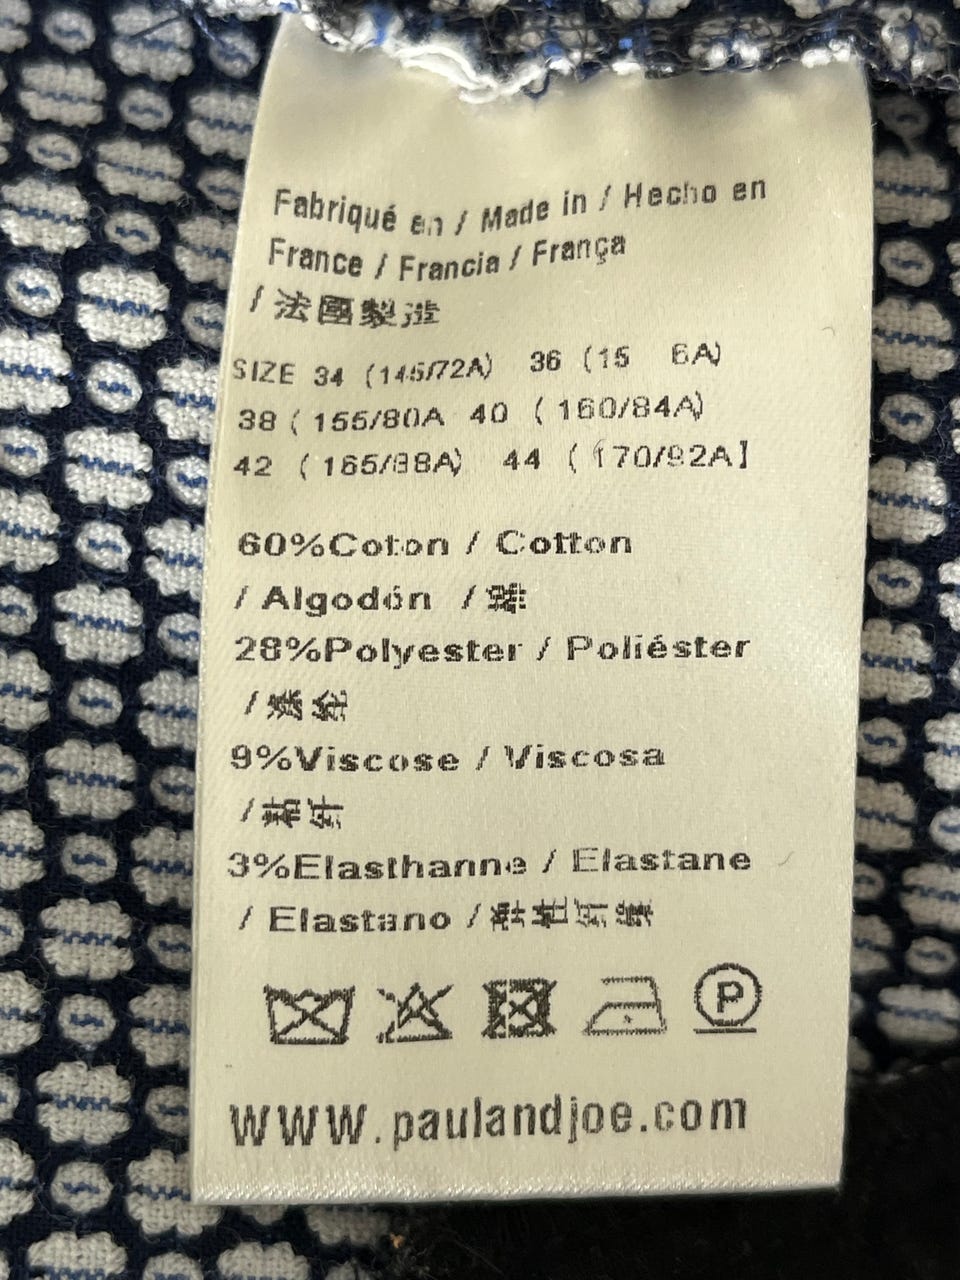 Fabriqué en / Made in / Hecho en
France / Francia / França
/ 法國製造
SIZE 34 (145/72A) 36 (15 6A)
38 ( 155/80A 40 ( 160/84A)
42 ( 165/88A) 44 ( 170/92A]
60%Coton / Cotton
/ Algodón /
28%Polyester / Poliéster
/
9%Viscose / Viscosa
/
3%Elasthanne / Elastane
/ Elastano /
P
www.paulandjoe.com